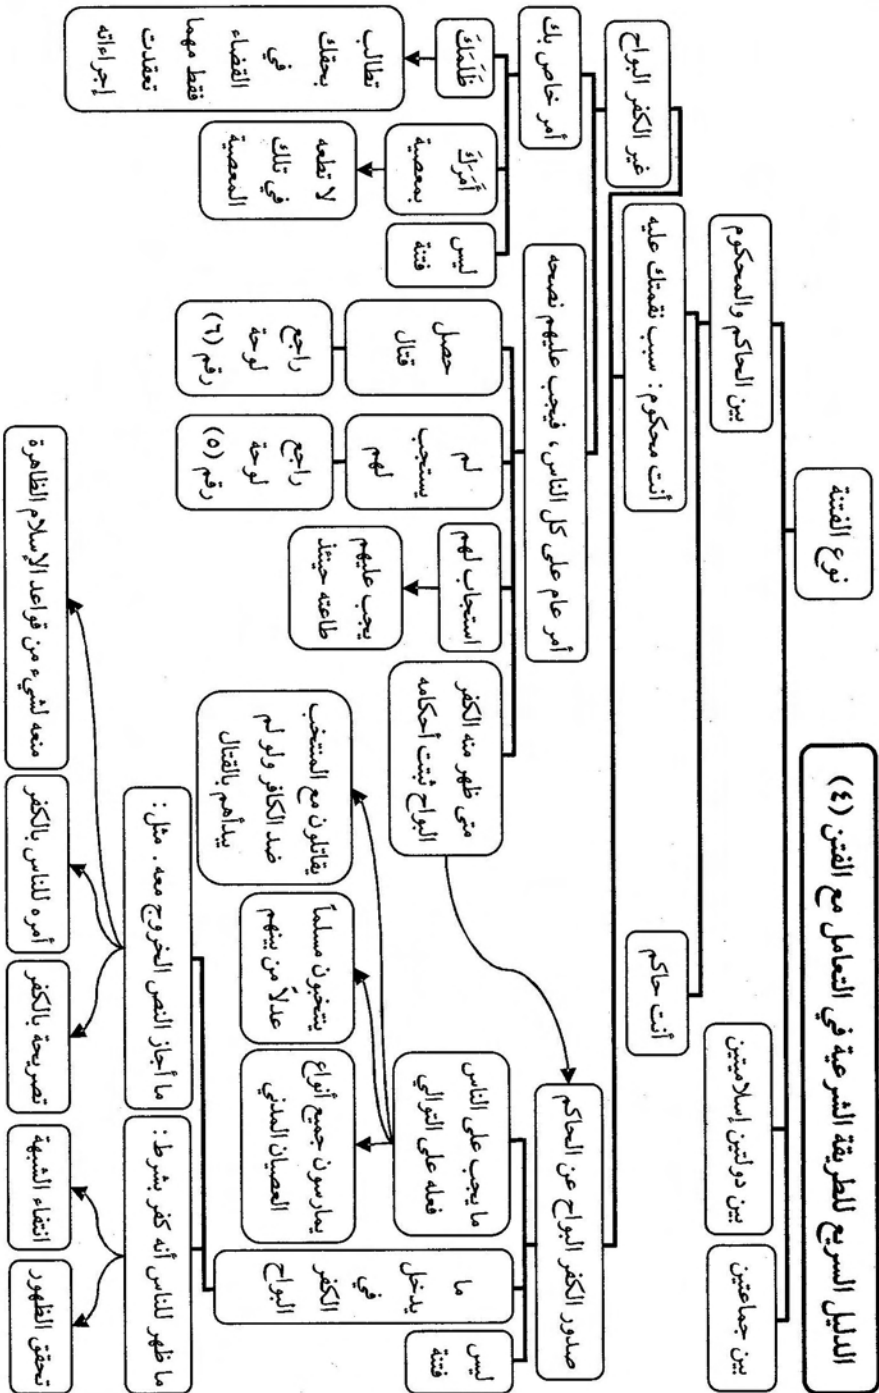 الدليل السريع للطريقة الشرعية في التعامل مع الفتن (٤)
نوع الفتنة
بين جماعتين
بين دولتين إسلاميتين
بين الحاكم والمحكوم
أنت حاكم
أنت محكوم: سبب نقمتك عليه
صدور الكفر البواح عن الحاكم
غير الكفر البواح
ليس
فتنة
ما
يدخل
في
الكفر
البواح
ما يجب على الناس
فعله على التوالي
يمارسون جميع أنواع
العصيان المدني
ينتخبون مسلماً
عدلاً من بينهم
يقاتلون مع المنتخب
ضد الكافر ولو لم
يبدأهم بالقتال
ما ظهر للناس أنه كفر بشرط:
تحقق الظهور
انتفاء الشبهة
ما أجاز النص الخروج معه. مثل:
تصريحة بالكفر
أمره للناس بالكفر
منعه لشيء من قواعد الإسلام الظاهرة
أمر عام على كل الناس، فيجب عليهم نصحه
متى ظهر منه الكفر
البواح ثبتت أحكامه
استجاب لهم
يجب عليهم
طاعته حينئذ
لم
يستجب
لهم
راجع
لوحة
رقم (٥)
حصل
قتال
راجع
لوحة
رقم (٦)
أمر خاص بك
ليس
فتنة
أَمَرَكَ
بمعصية
لا تطعه
في تلك
المعصية
ظَلَمَكَ
تطالب
بحقك
في
القضاء
فقط مهما
تعقدت
إجراءاته